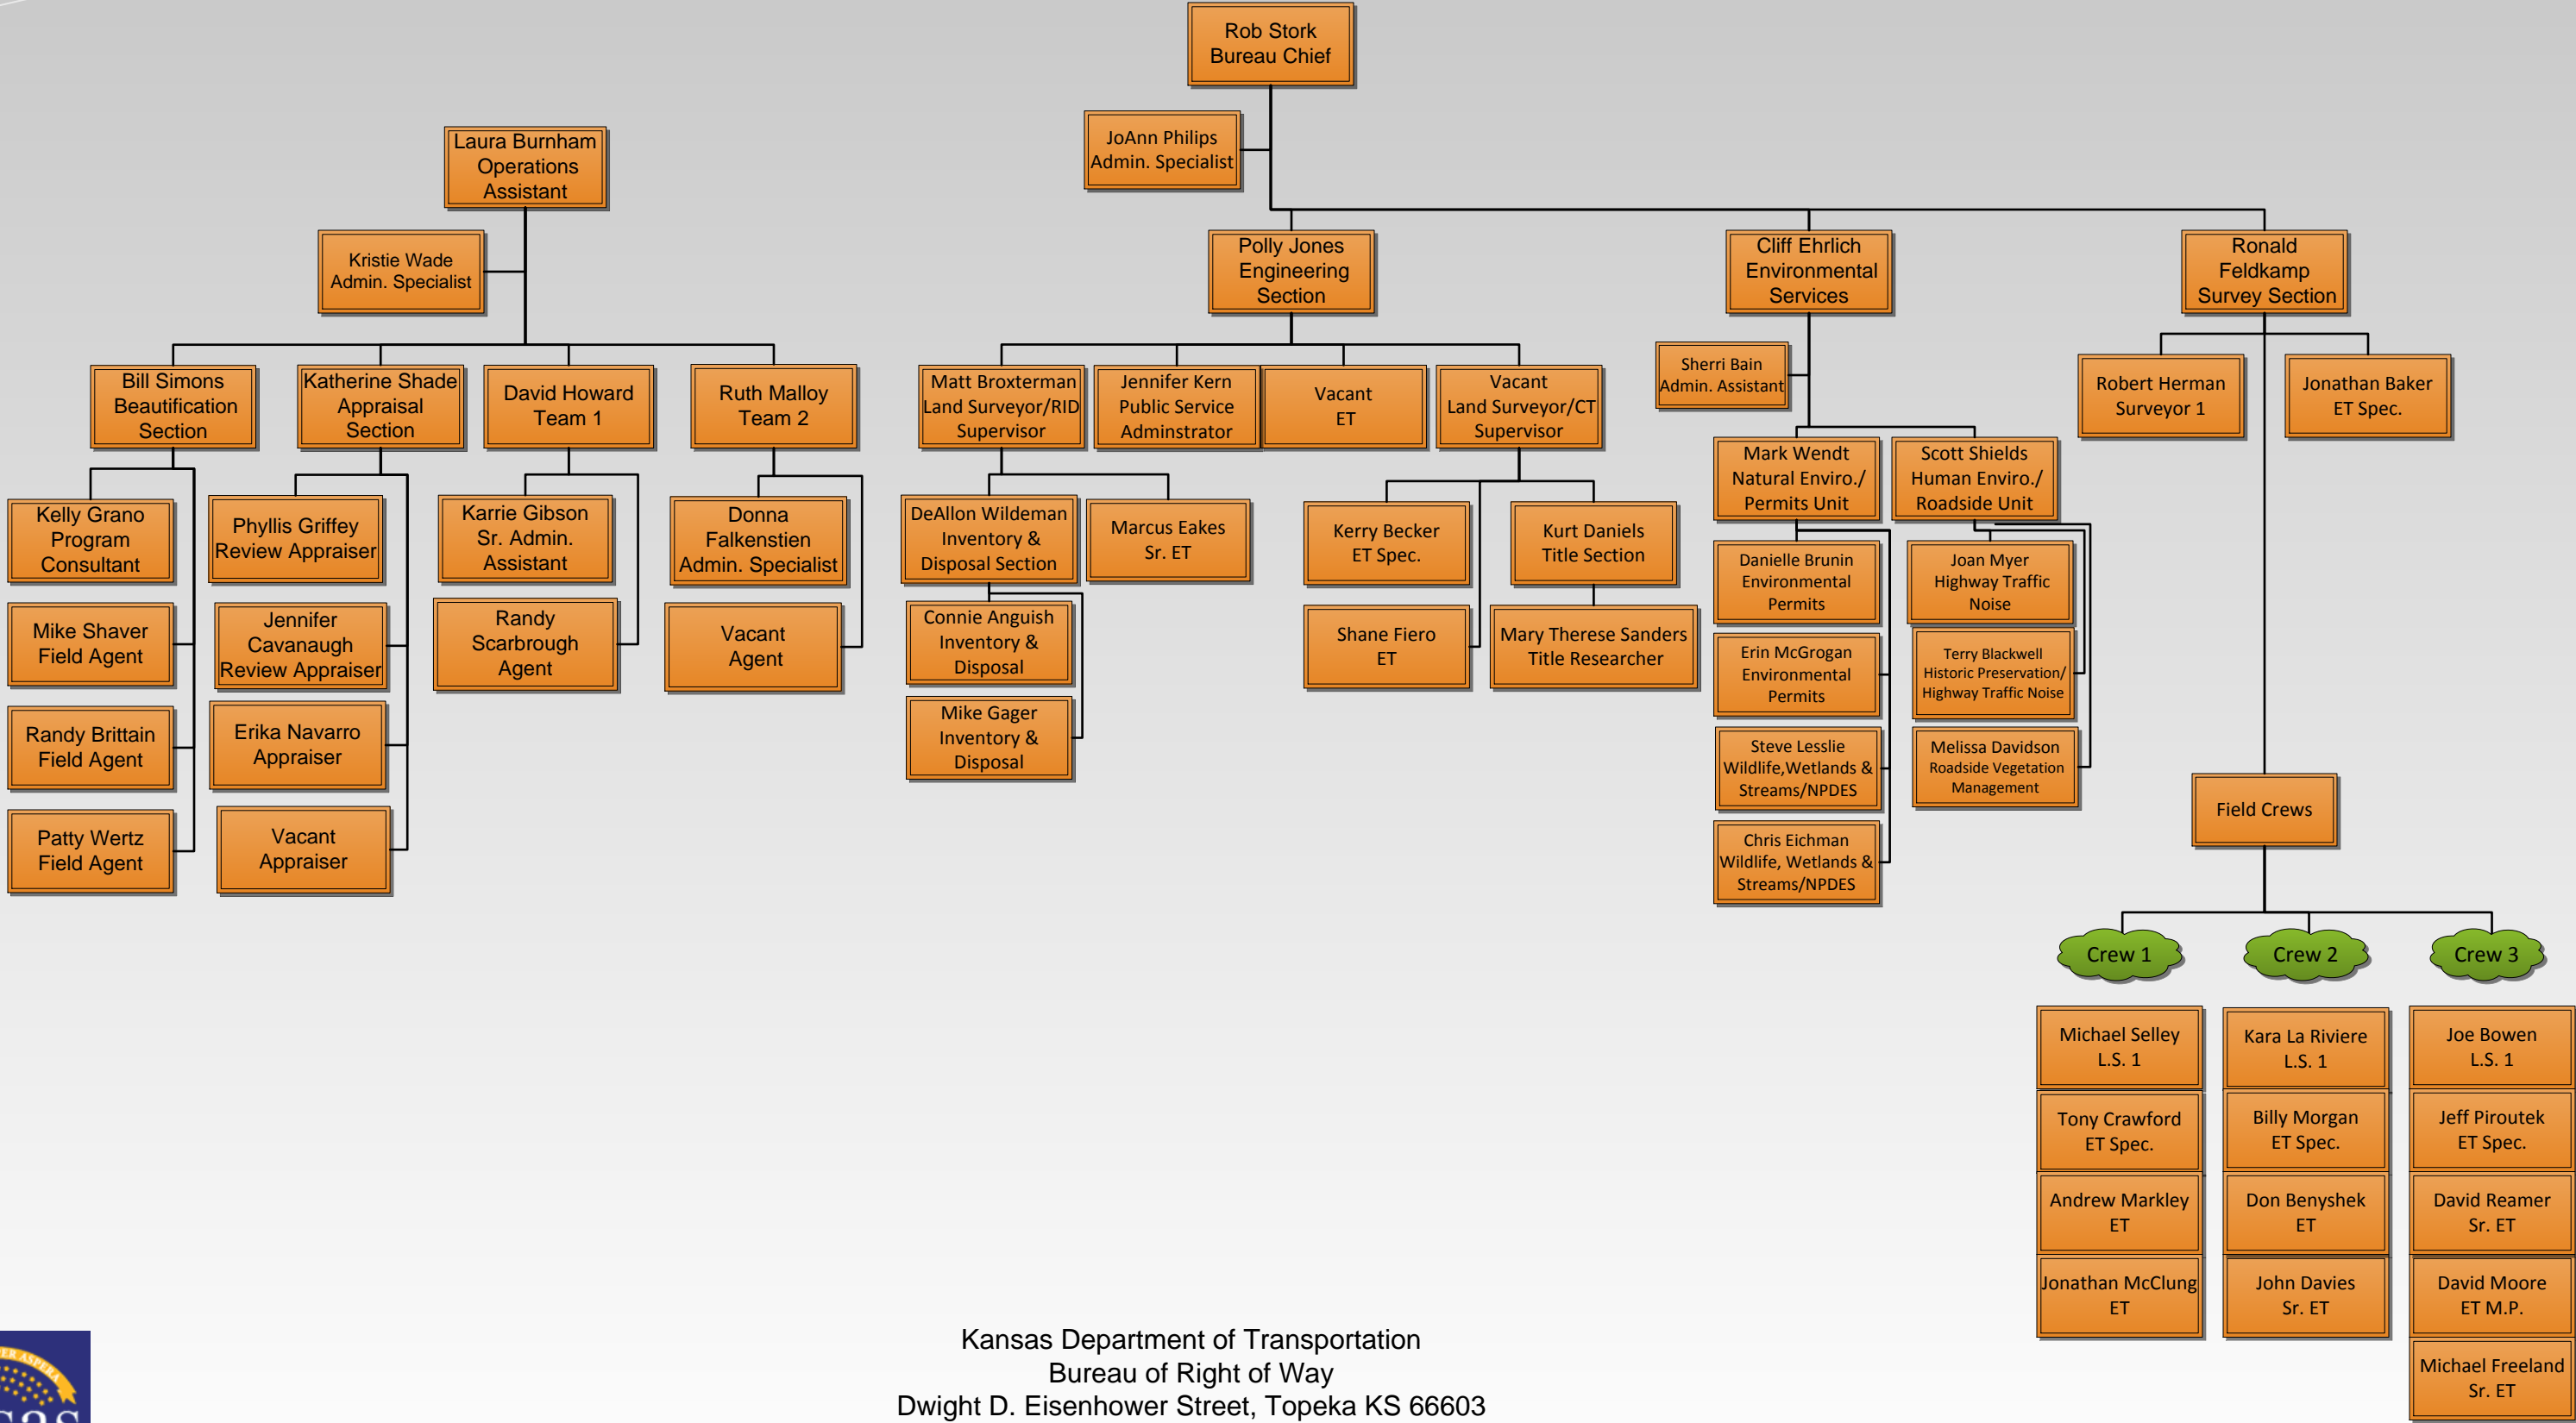 Rob Stork
Bureau Chief
JoAnn Philips
Admin. Specialist
Laura Burnham
Operations
Assistant
Kristie Wade
Admin. Specialist
Polly Jones
Engineering
Section
Cliff Ehrlich
Environmental
Services
Ronald
Feldkamp
Survey Section
Bill Simons
Beautification
Section
Katherine Shade
Appraisal
Section
David Howard
Team 1
Ruth Malloy
Team 2
Matt Broxterman
Land Surveyor/RID
Supervisor
Jennifer Kern
Public Service
Adminstrator
Vacant
ET
Vacant
Land Surveyor/CT
Supervisor
Sherri Bain
Admin. Assistant
Robert Herman
Surveyor 1
Jonathan Baker
ET Spec.
Mark Wendt
Natural Enviro./
Permits Unit
Scott Shields
Human Enviro./
Roadside Unit
Kelly Grano
Program
Consultant
Mike Shaver
Field Agent
Randy Brittain
Field Agent
Patty Wertz
Field Agent
Phyllis Griffey
Review Appraiser
Jennifer
Cavanaugh
Review Appraiser
Erika Navarro
Appraiser
Vacant
Appraiser
Karrie Gibson
Sr. Admin.
Assistant
Randy
Scarbrough
Agent
Donna
Falkenstien
Admin. Specialist
Vacant
Agent
DeAllon Wildeman
Inventory &
Disposal Section
Marcus Eakes
Sr. ET
Connie Anguish
Inventory &
Disposal
Mike Gager
Inventory &
Disposal
Kerry Becker
ET Spec.
Shane Fiero
ET
Kurt Daniels
Title Section
Mary Therese Sanders
Title Researcher
Danielle Brunin
Environmental
Permits
Erin McGrogan
Environmental
Permits
Steve Lesslie
Wildlife,Wetlands &
Streams/NPDES
Chris Eichman
Wildlife, Wetlands &
Streams/NPDES
Joan Myer
Highway Traffic
Noise
Terry Blackwell
Historic Preservation/
Highway Traffic Noise
Melissa Davidson
Roadside Vegetation
Management
Field Crews
Crew 1
Crew 2
Crew 3
Michael Selley
L.S. 1
Tony Crawford
ET Spec.
Andrew Markley
ET
Jonathan McClung
ET
Kara La Riviere
L.S. 1
Billy Morgan
ET Spec.
Don Benyshek
ET
John Davies
Sr. ET
Joe Bowen
L.S. 1
Jeff Piroutek
ET Spec.
David Reamer
Sr. ET
David Moore
ET M.P.
Michael Freeland
Sr. ET
Kansas Department of Transportation
Bureau of Right of Way
Dwight D. Eisenhower Street, Topeka KS 66603
ASPERA